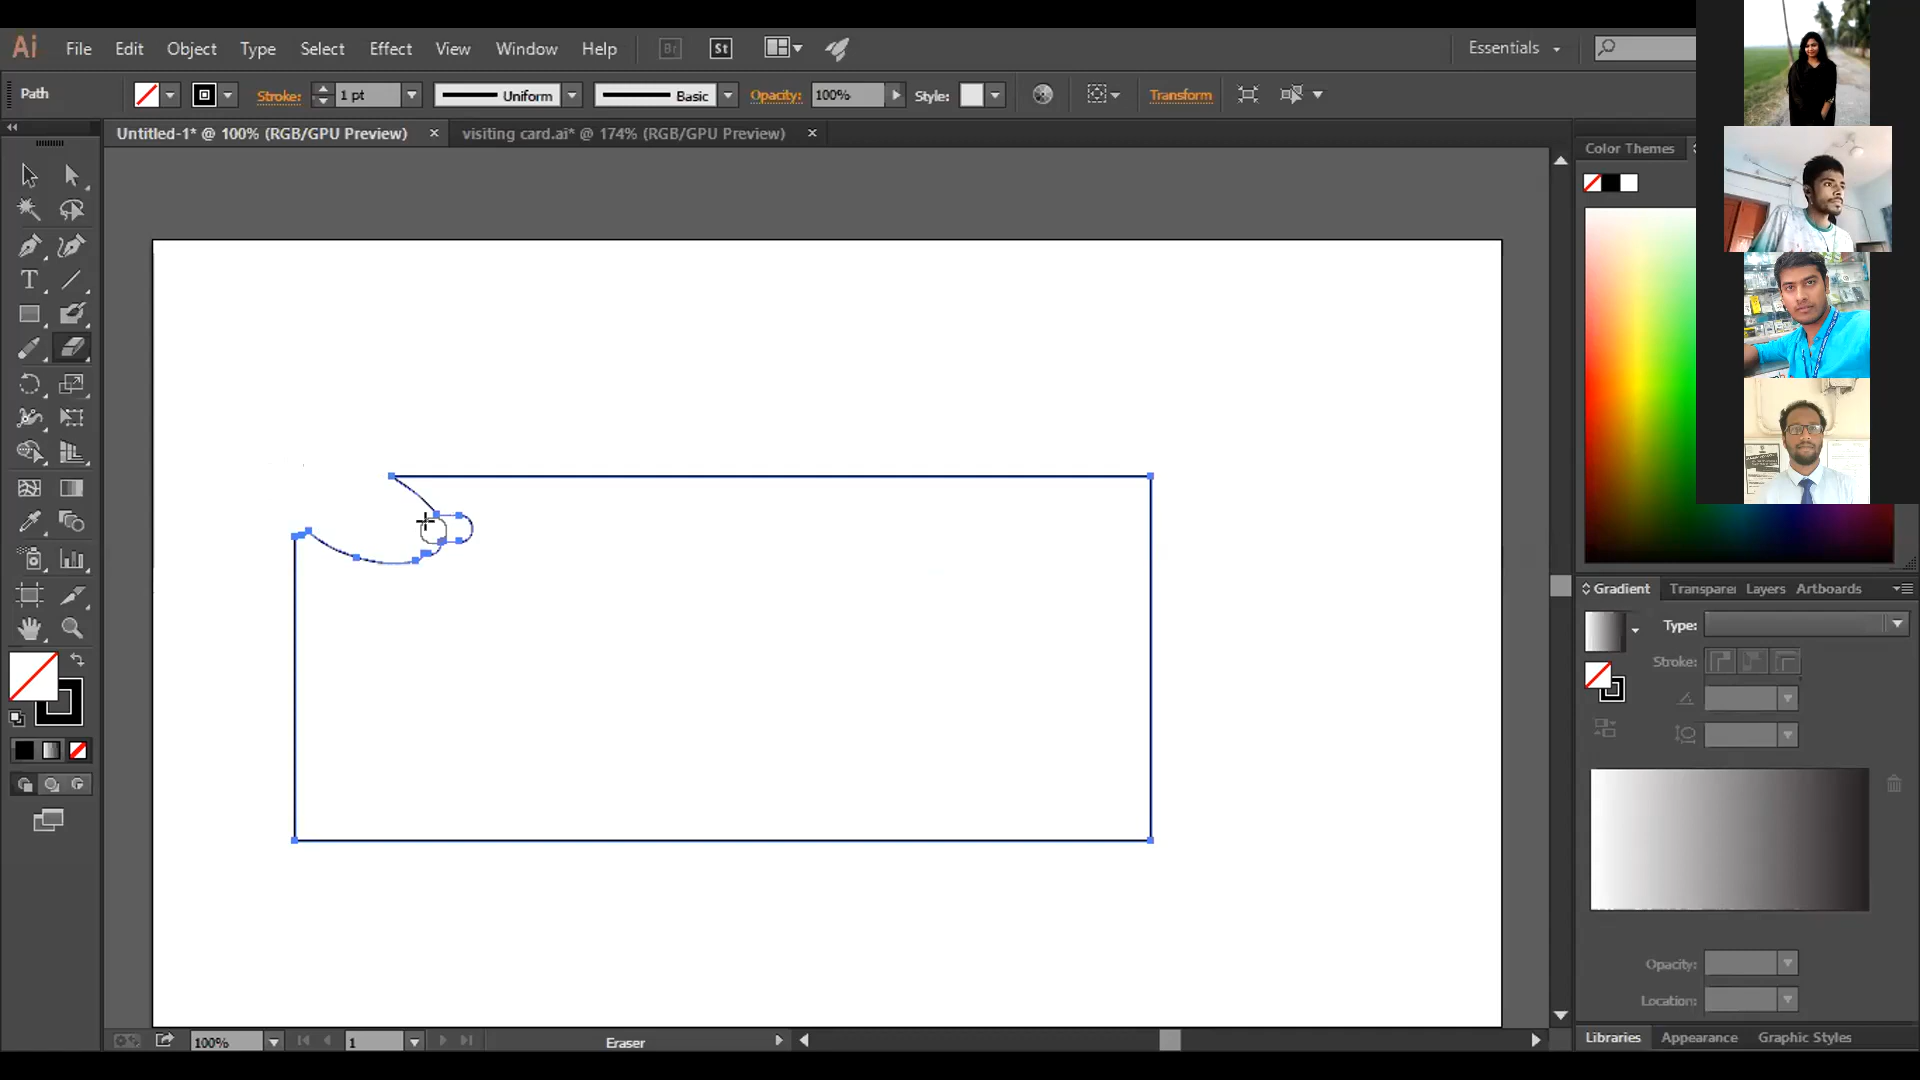 Ai File Edit Object Type Select Effect View Window Help Br St Essentials
Path Stroke: 1 pt Uniform Basic Opacity: 100% Style: Transform
Untitled-1* @ 100% (RGB/GPU Preview) × visiting card.ai* @ 174% (RGB/GPU Preview) ×
Color Themes
Gradient Transparen Layers Artboards
Type:
Stroke:
Opacity:
Location:
100% 1 Eraser
Libraries Appearance Graphic Styles